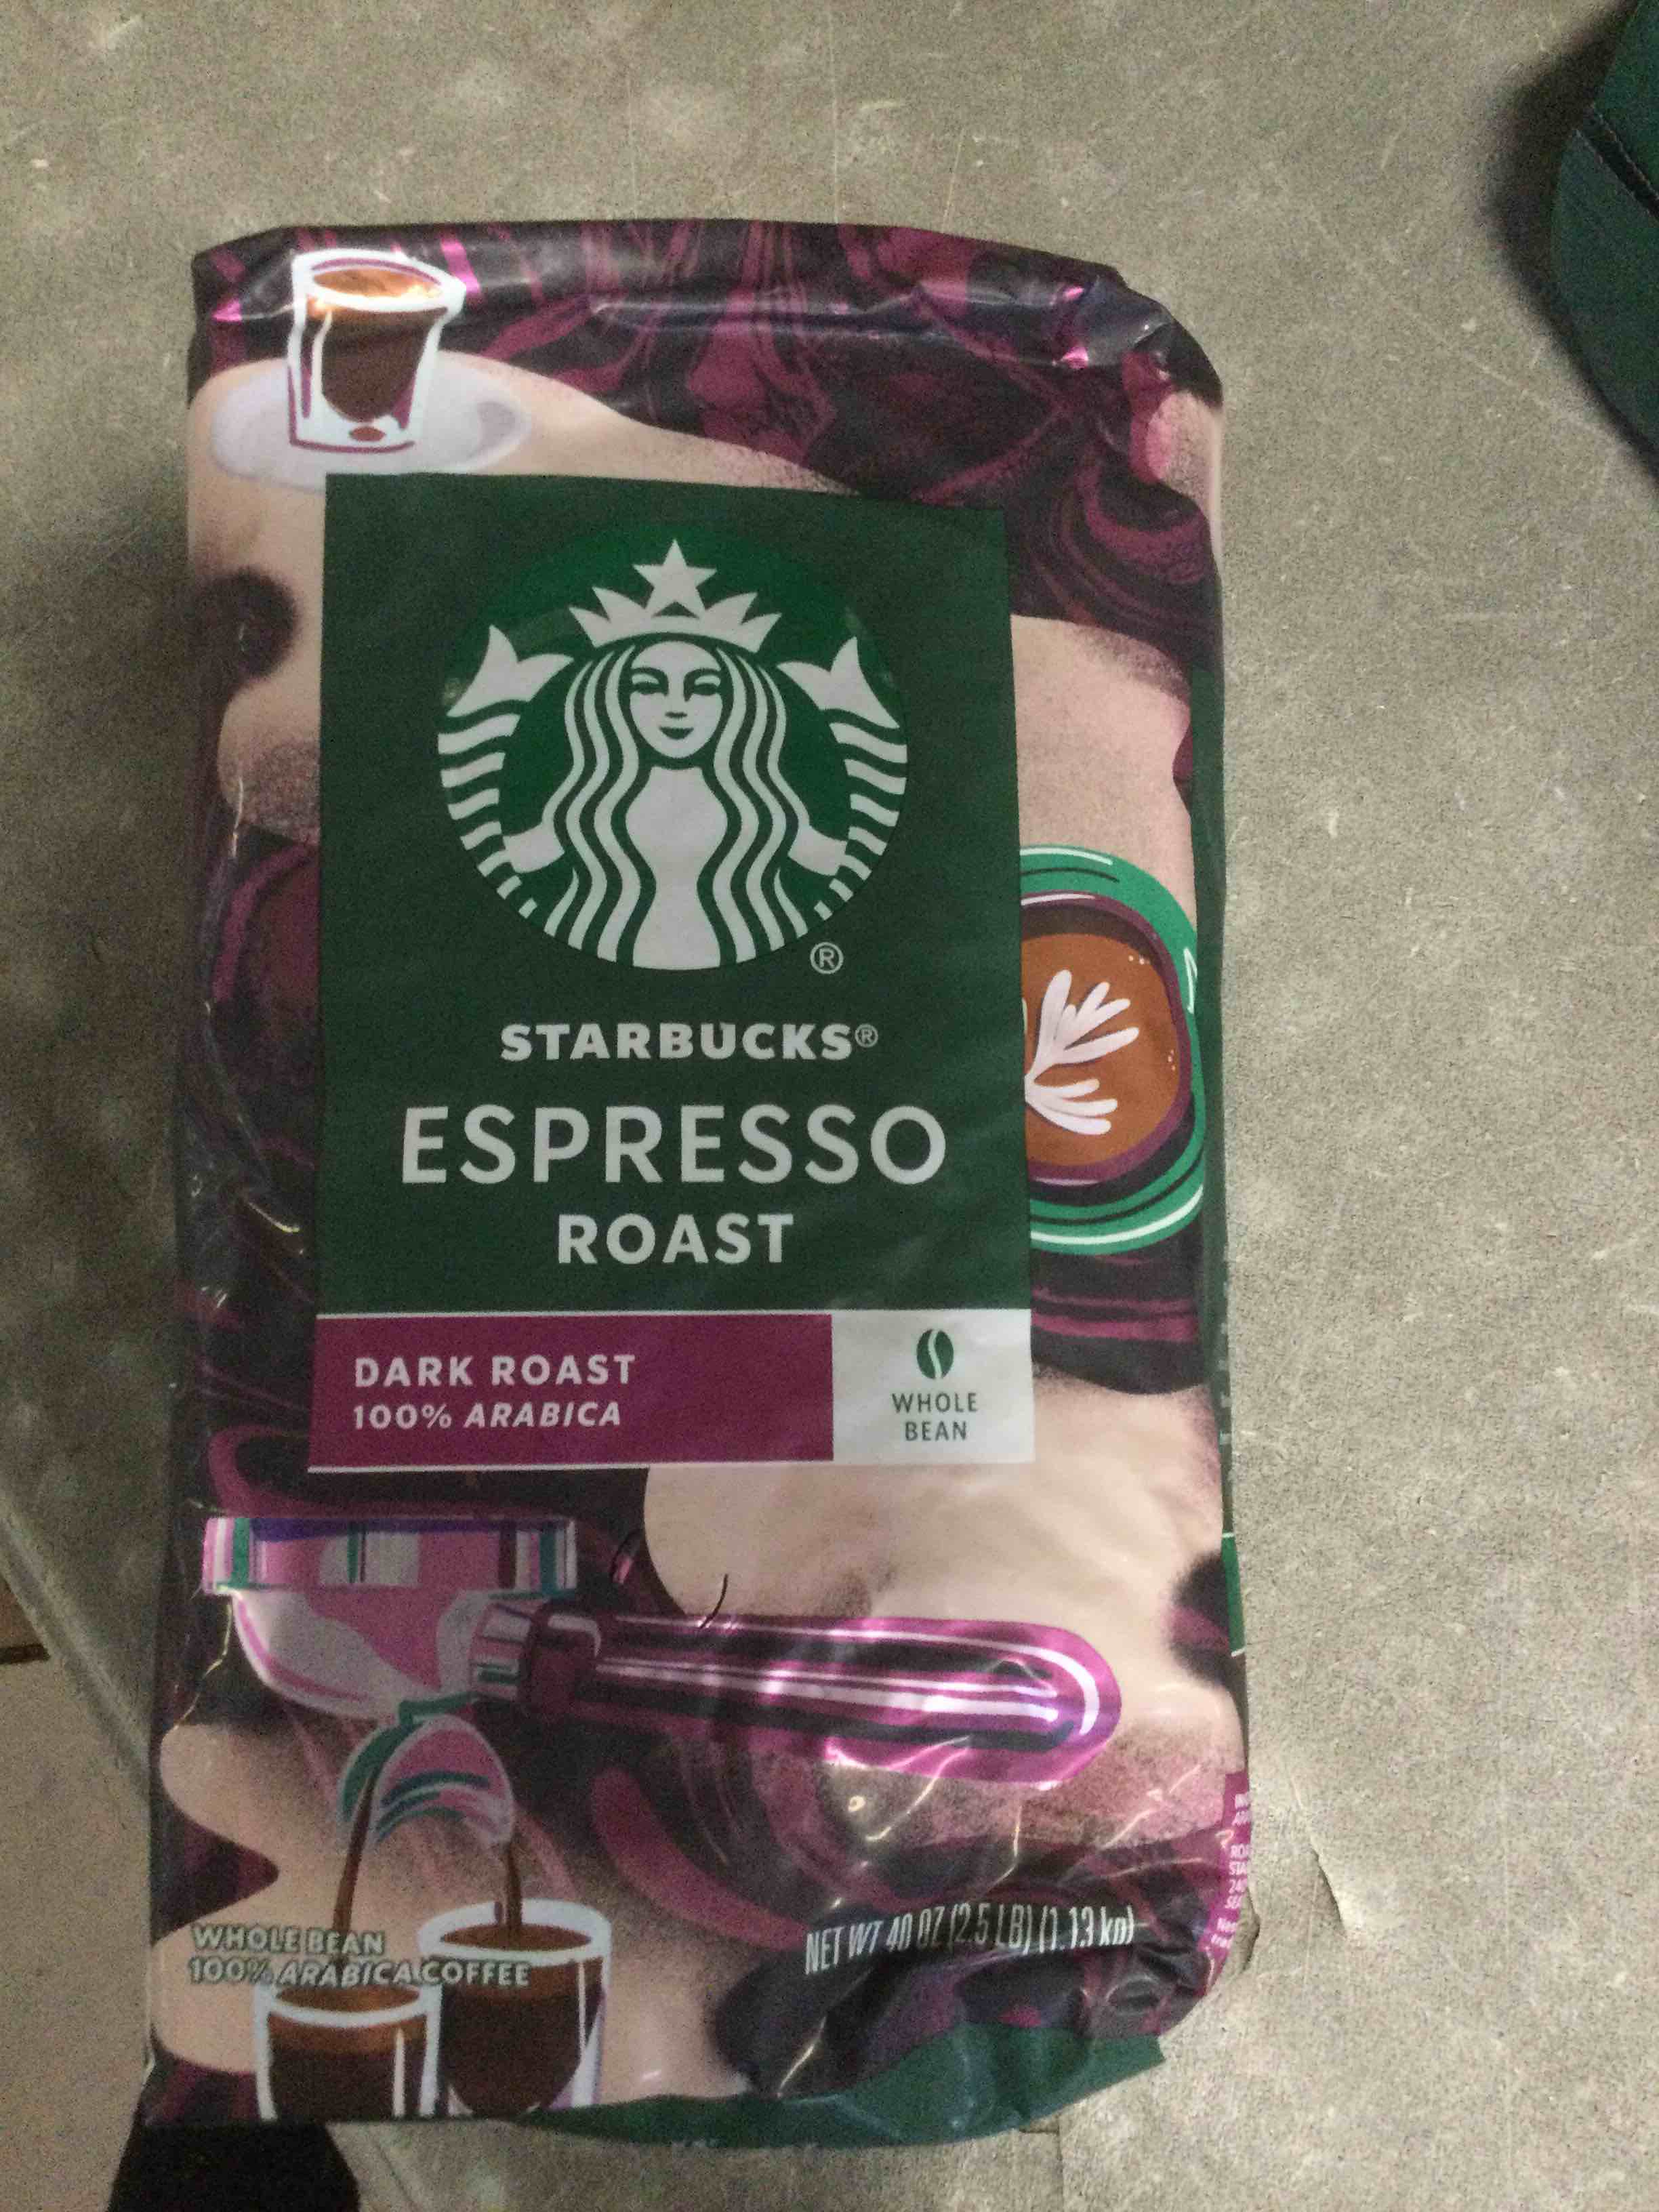 ®
STARBUCKS®
ESPRESSO
ROAST
DARK ROAST
100% ARABICA
WHOLE
BEAN
WHOLE BEAN
100% ARABICA COFFEE
NET WT 40 OZ (2.5 LB) (1.13 kg)